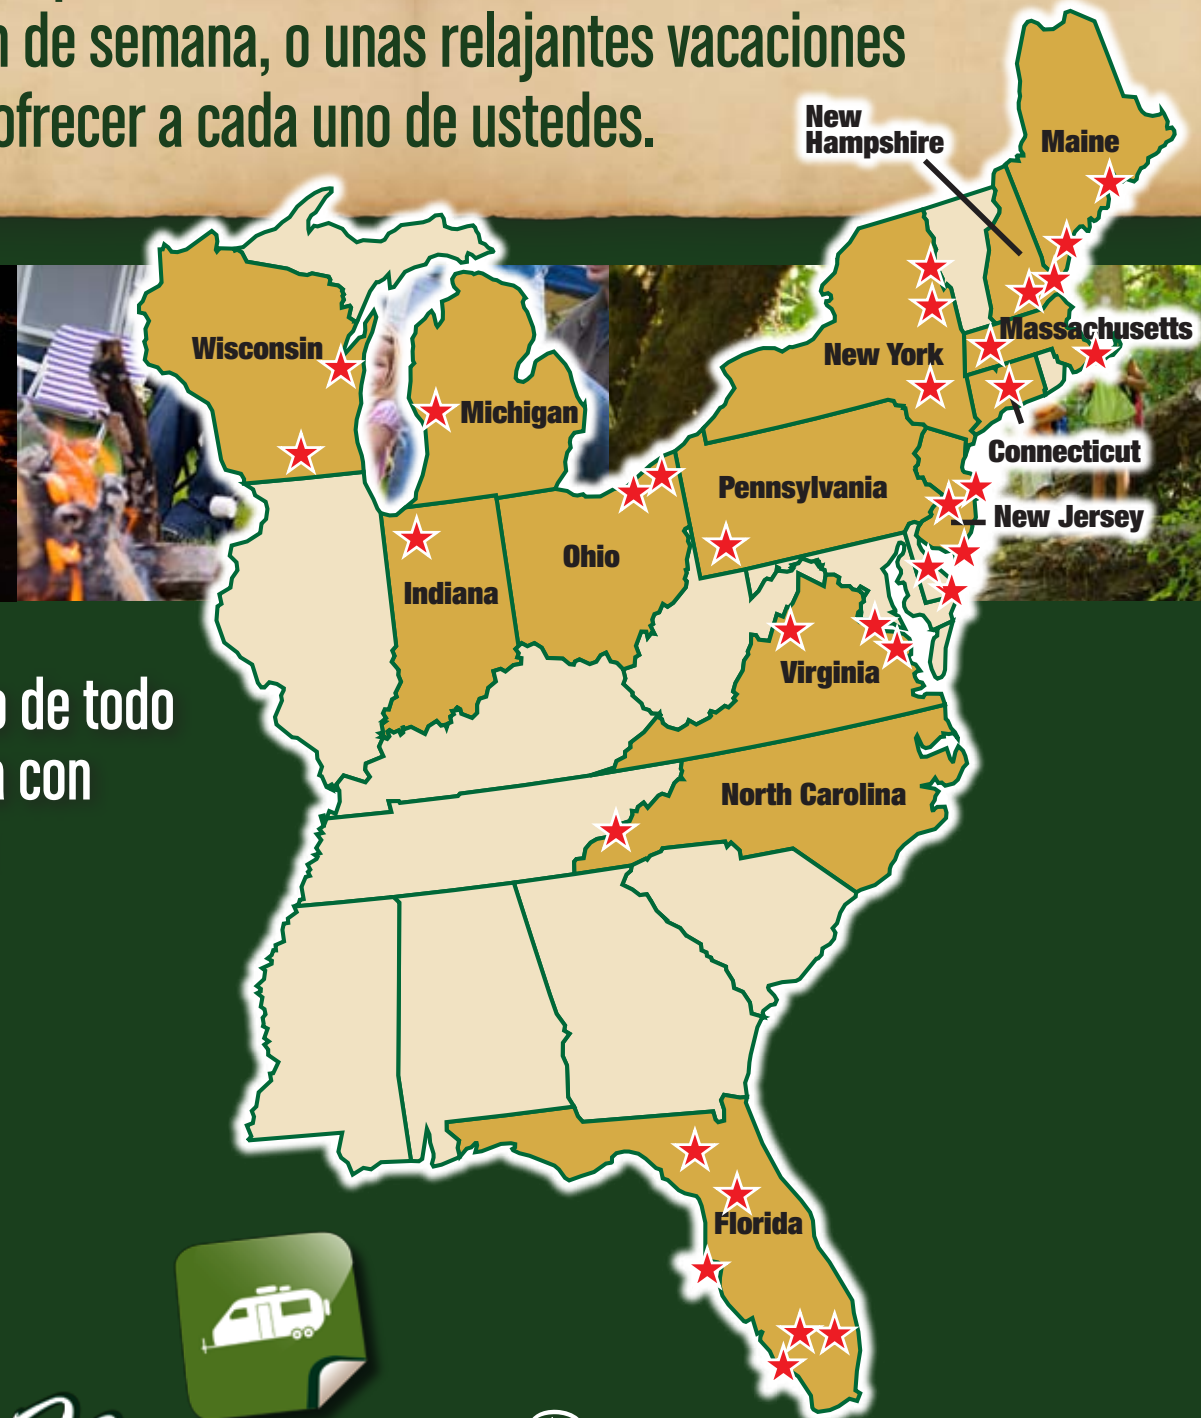 de semana, o unas relajantes vacaciones
ofrecer a cada uno de ustedes.
New
Hampshire
Maine
Massachusetts
New York
Wisconsin
Michigan
Connecticut
Pennsylvania
New Jersey
Ohio
Indiana
Virginia
de todo
con
North Carolina
Florida